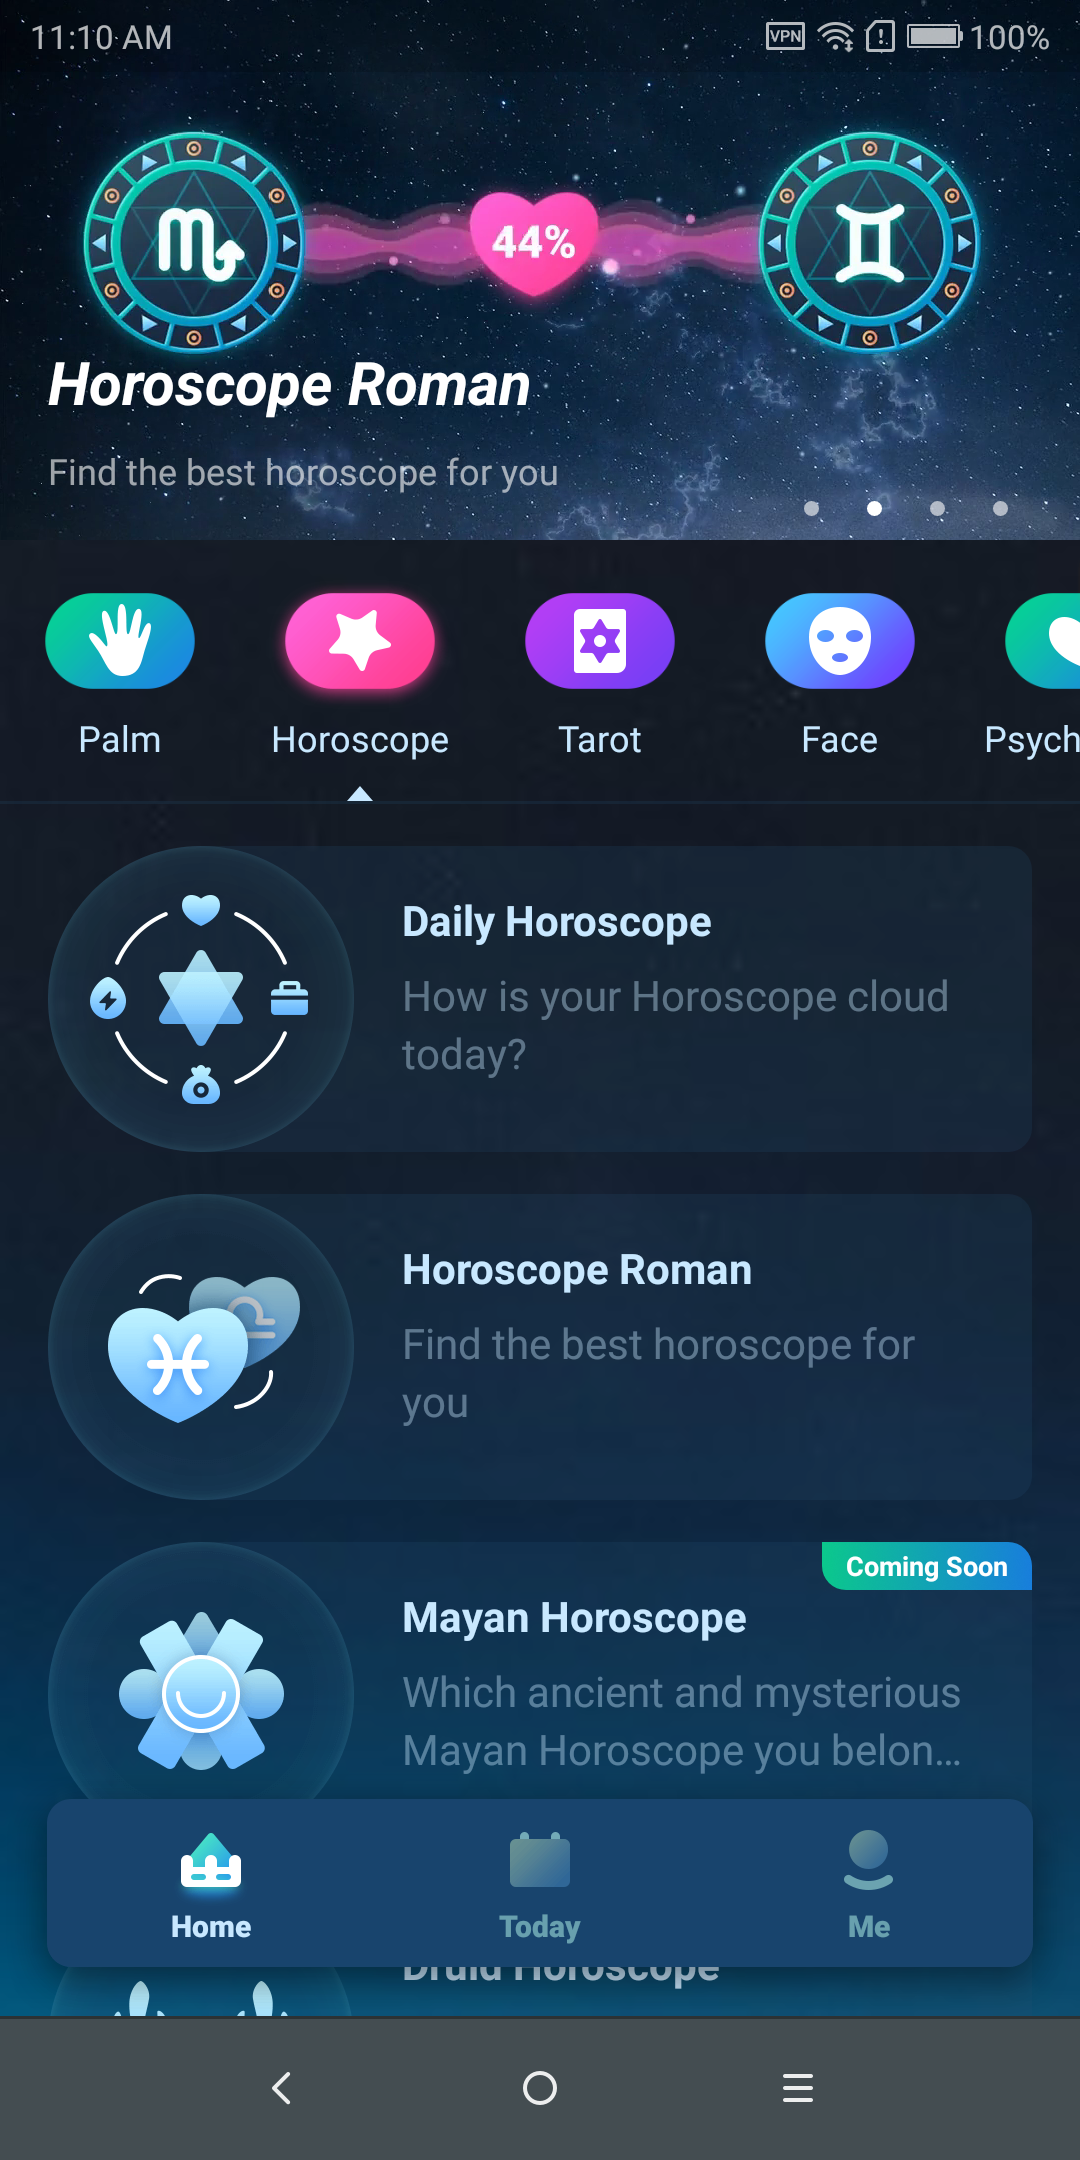 11:10 AM
VPN
100%
44%
Horoscope Roman
Find the best horoscope for you
Palm
Horoscope
Tarot
Face
Psych
Daily Horoscope
How is your Horoscope cloud
today?
Horoscope Roman
Find the best horoscope for
you
Coming Soon
Mayan Horoscope
Which ancient and mysterious
Mayan Horoscope you belon...
Home
Today
Me
Druid Horoscope